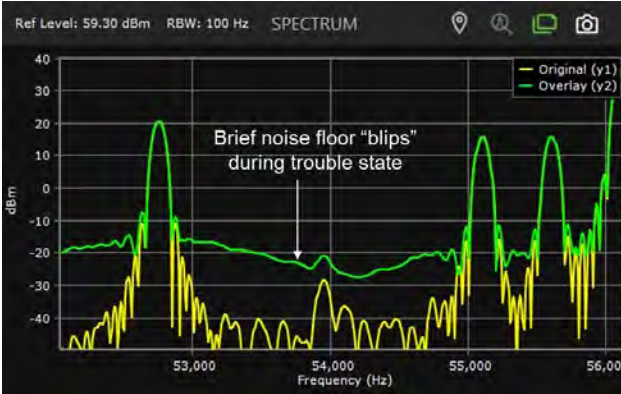 Ref Level: 59.30 dBm RBW: 100 Hz SPECTRUM
40
Original (y1)
30
Overlay (y2)
20
Brief noise floor “blips”
10
during trouble state
0
dBm
-10
-20
-30
-40
53,000 54,000 55,000 56,0
Frequency (Hz)